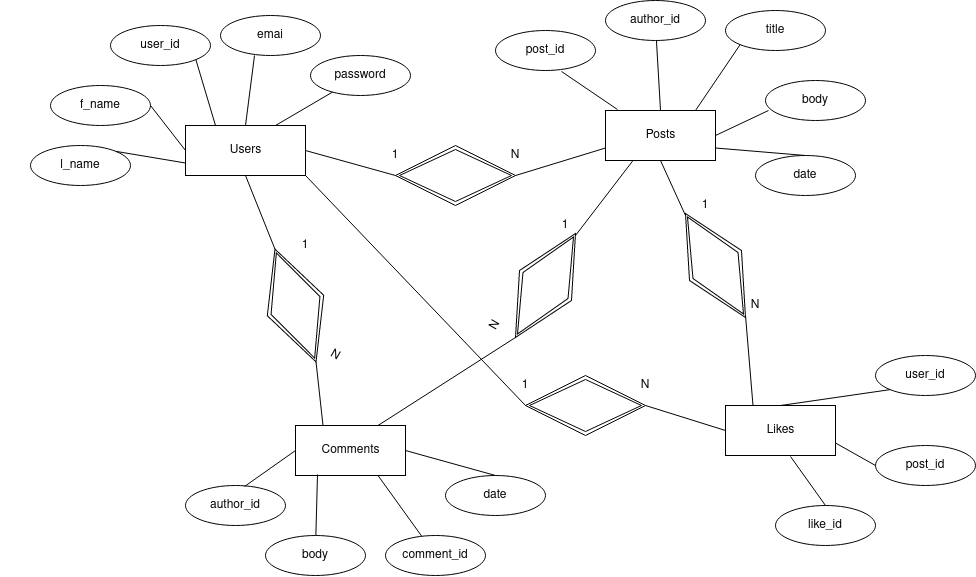 author_id
title
emai
user_id
post_id
password
body
f_name
Users
Posts
l_name
1
N
date
1
1
1
N
N
N
user_id
1
N
Likes
Comments
post_id
date
author_id
like_id
body
comment_id